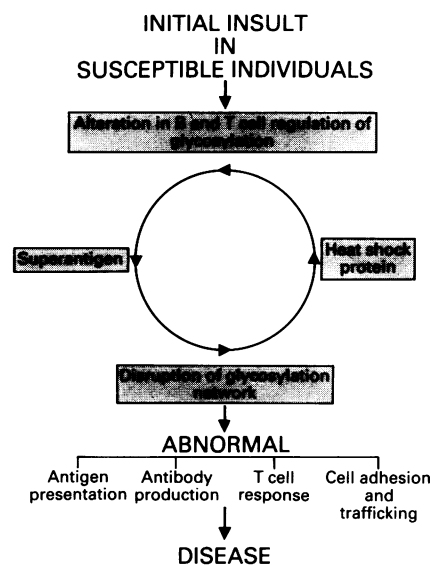 INITIAL INSULT
IN
SUSCEPTIBLE INDIVIDUALS
Alteration in B and T cell regulation of
glycosylation
Superantigen
Heat shock
protein
Disruption of glycosylation
network
ABNORMAL
Antigen
presentation
Antibody
production
T cell
response
Cell adhesion
and
trafficking
DISEASE